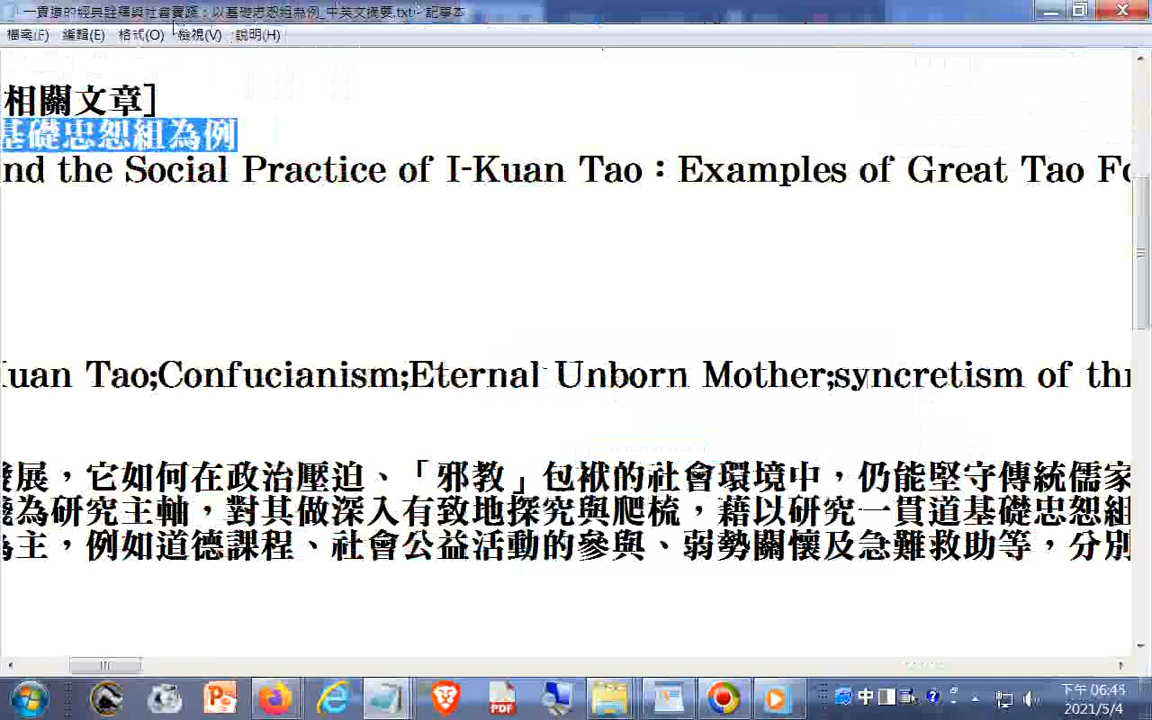 一貫道的經典詮釋與社會實踐：以基礎忠恕組為例_中英文摘要.txt - 記事本
檔案(F) 編輯(E) 格式(O) 檢視(V) 說明(H)
相關文章]
基礎忠恕組為例
nd the Social Practice of I-Kuan Tao：Examples of Great Tao Fo
Kuan Tao;Confucianism;Eternal Unborn Mother;syncretism of thr
發展，它如何在政治壓迫、「邪教」包袱的社會環境中，仍能堅守傳統儒家
為研究主軸，對其做深入有致地探究與爬梳，藉以研究一貫道基礎忠恕組
為主，例如道德課程、社會公益活動的參與、弱勢關懷及急難救助等，分別
中
PDF
下午 06:45
2021/5/4